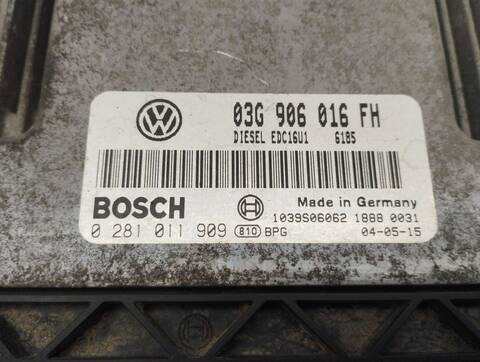 03G 906 016 FH
DIESEL EDC16U1 6185
BOSCH
Made in Germany
1039S06062 1888 0031
0 281 011 909 810 BPG 04-05-15